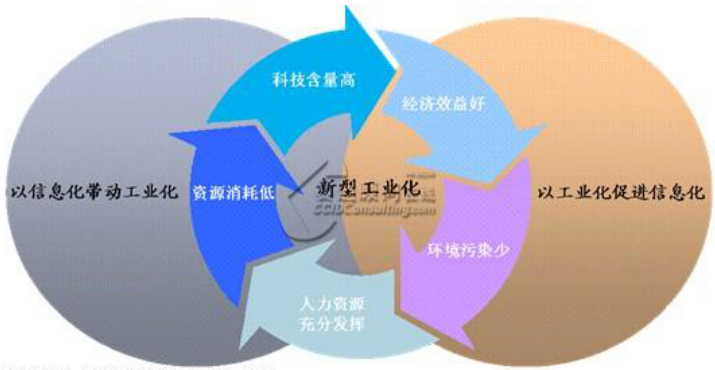 科技含量高
经济效益好
以信息化带动工业化
资源消耗低
新型工业化
以工业化促进信息化
CCIDConsulting.com
环境污染少
人力资源
充分发挥